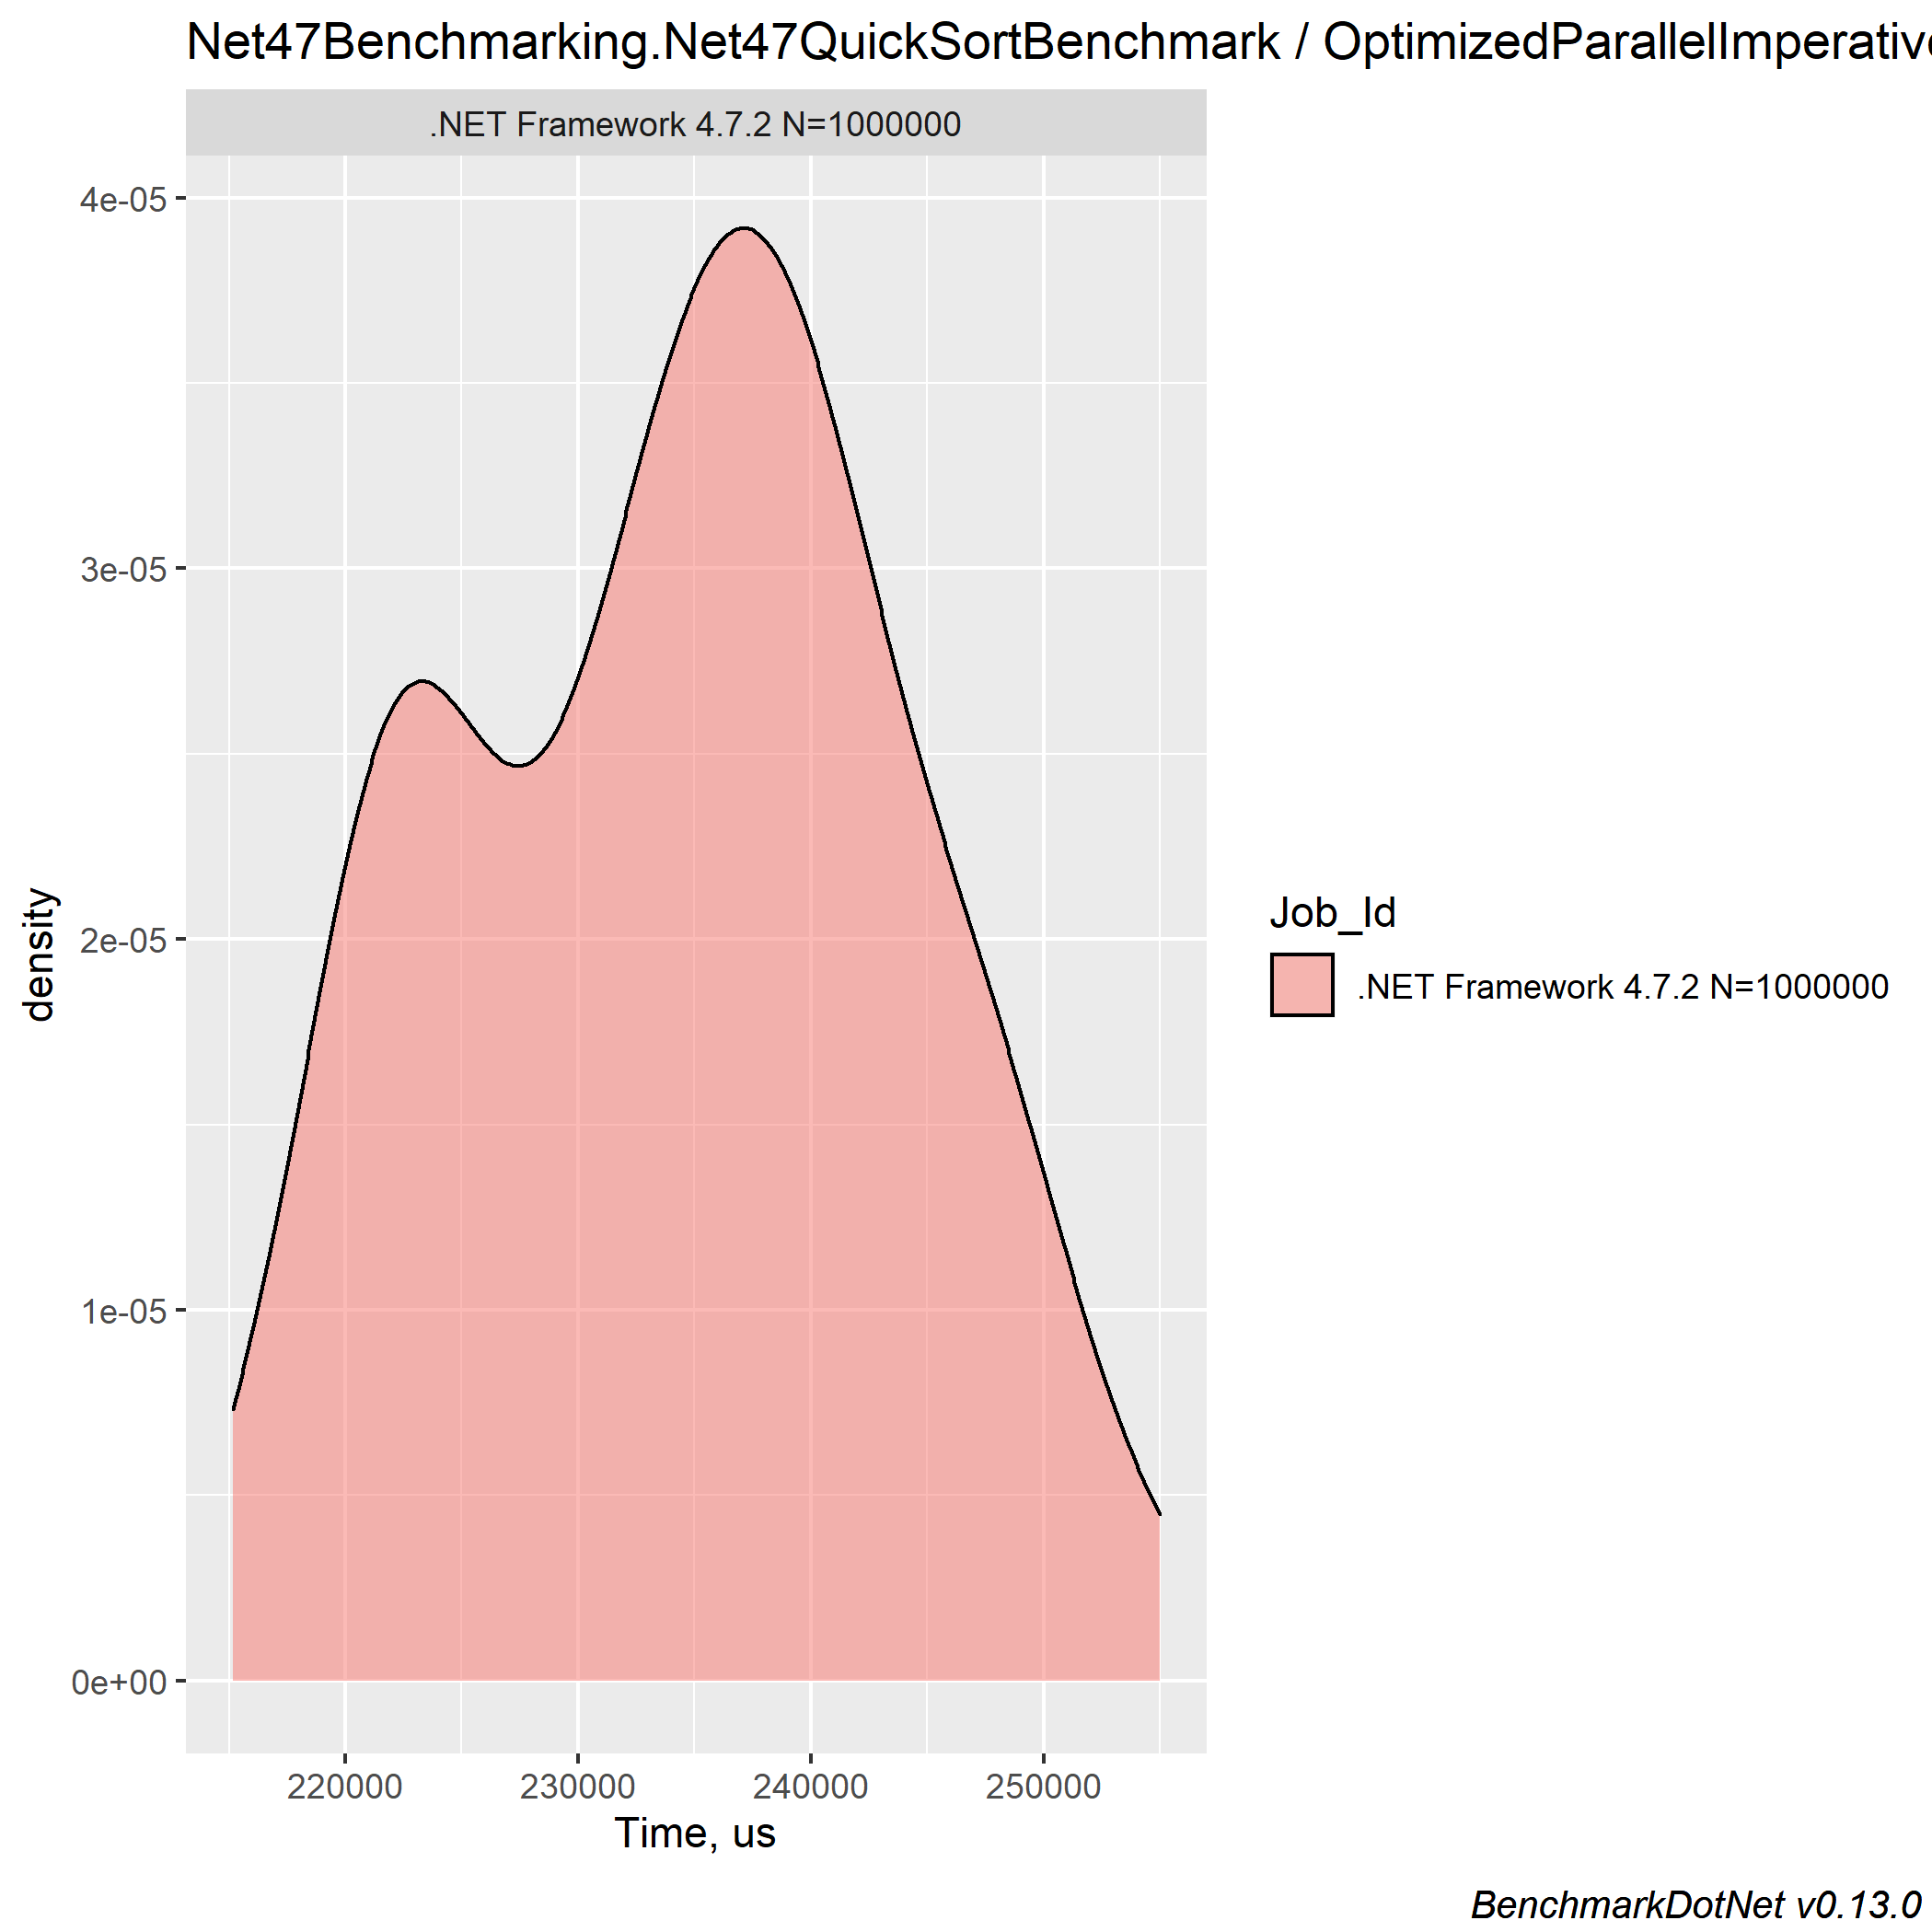 Net47Benchmarking.Net47QuickSortBenchmark / OptimizedParallelImperative
.NET Framework 4.7.2 N=1000000
4e-05
3e-05
2e-05
1e-05
0e+00
density
220000 230000 240000 250000
Time, us
Job_Id
.NET Framework 4.7.2 N=1000000
BenchmarkDotNet v0.13.0